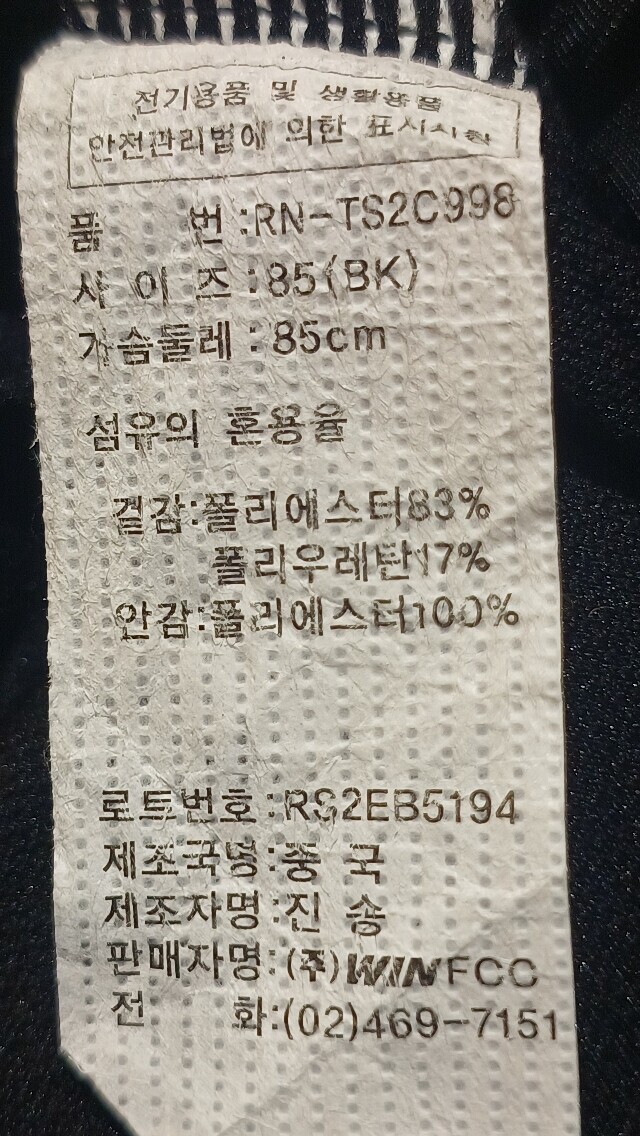 전기용품 및 생활용품
안전관리법에 의한 표시사항
품 번 :RN-TS2C998
사 이 즈 :85(BK)
가슴둘레 : 85cm
섬유의 혼용율
겉감:폴리에스터83%
폴리우레탄17%
안감:폴리에스터100%
로트번호:RS2EB5194
제조국명:중 국
제조자명:진 송
판매자명:(주)WINFCC
전 화:(02)469-7151